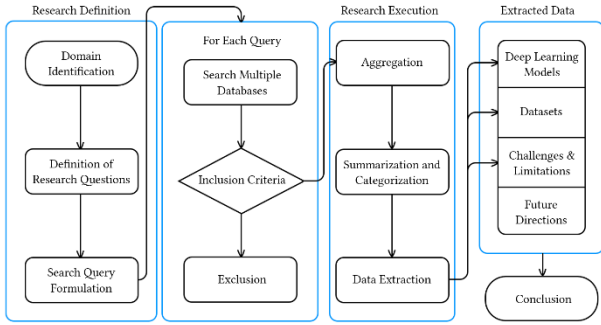 Research Definition
Domain
Identification
Definition of
Research Questions
Search Query
Formulation
For Each Query
Search Multiple
Databases
Inclusion Criteria
Exclusion
Research Execution
Aggregation
Summarization and
Categorization
Data Extraction
Extracted Data
Deep Learning
Models
Datasets
Challenges &
Limitations
Future
Directions
Conclusion